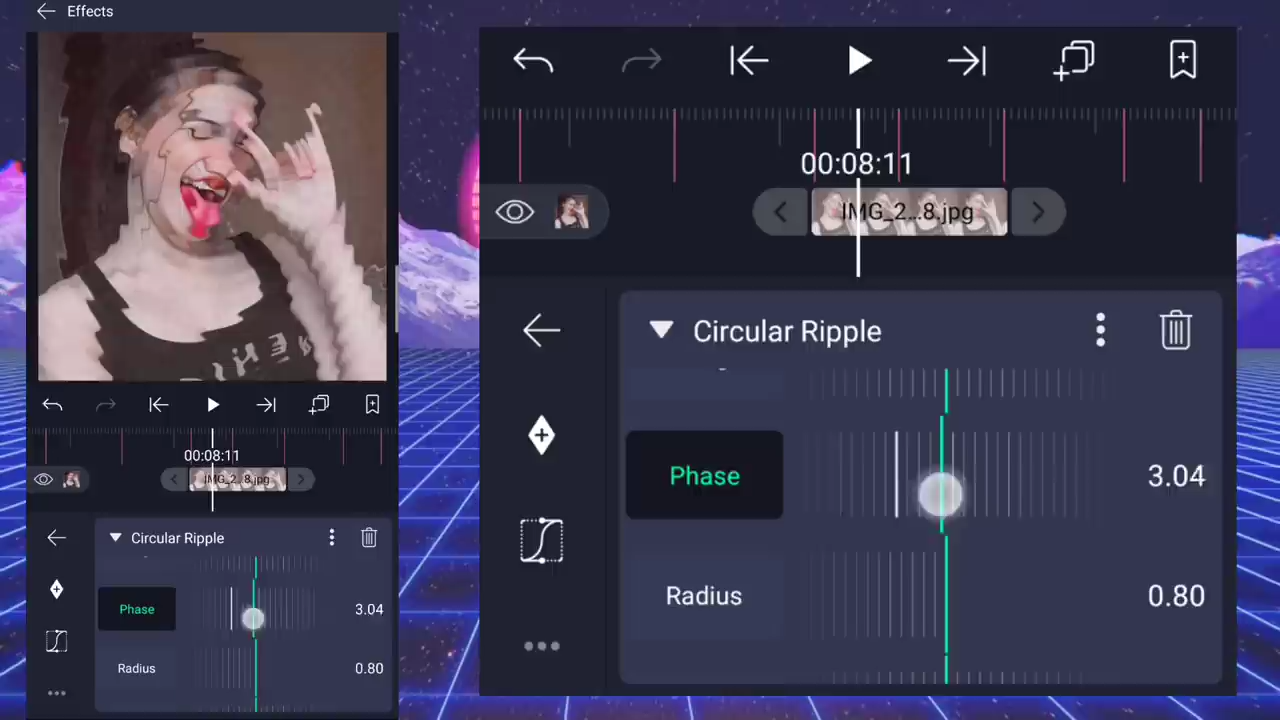 Effects
00:08:11
IMG_2...8.jpg
Circular Ripple
Phase
3.04
Radius
0.80
00:08:11
IMG_2...8.jpg
Circular Ripple
Phase
3.04
Radius
0.80